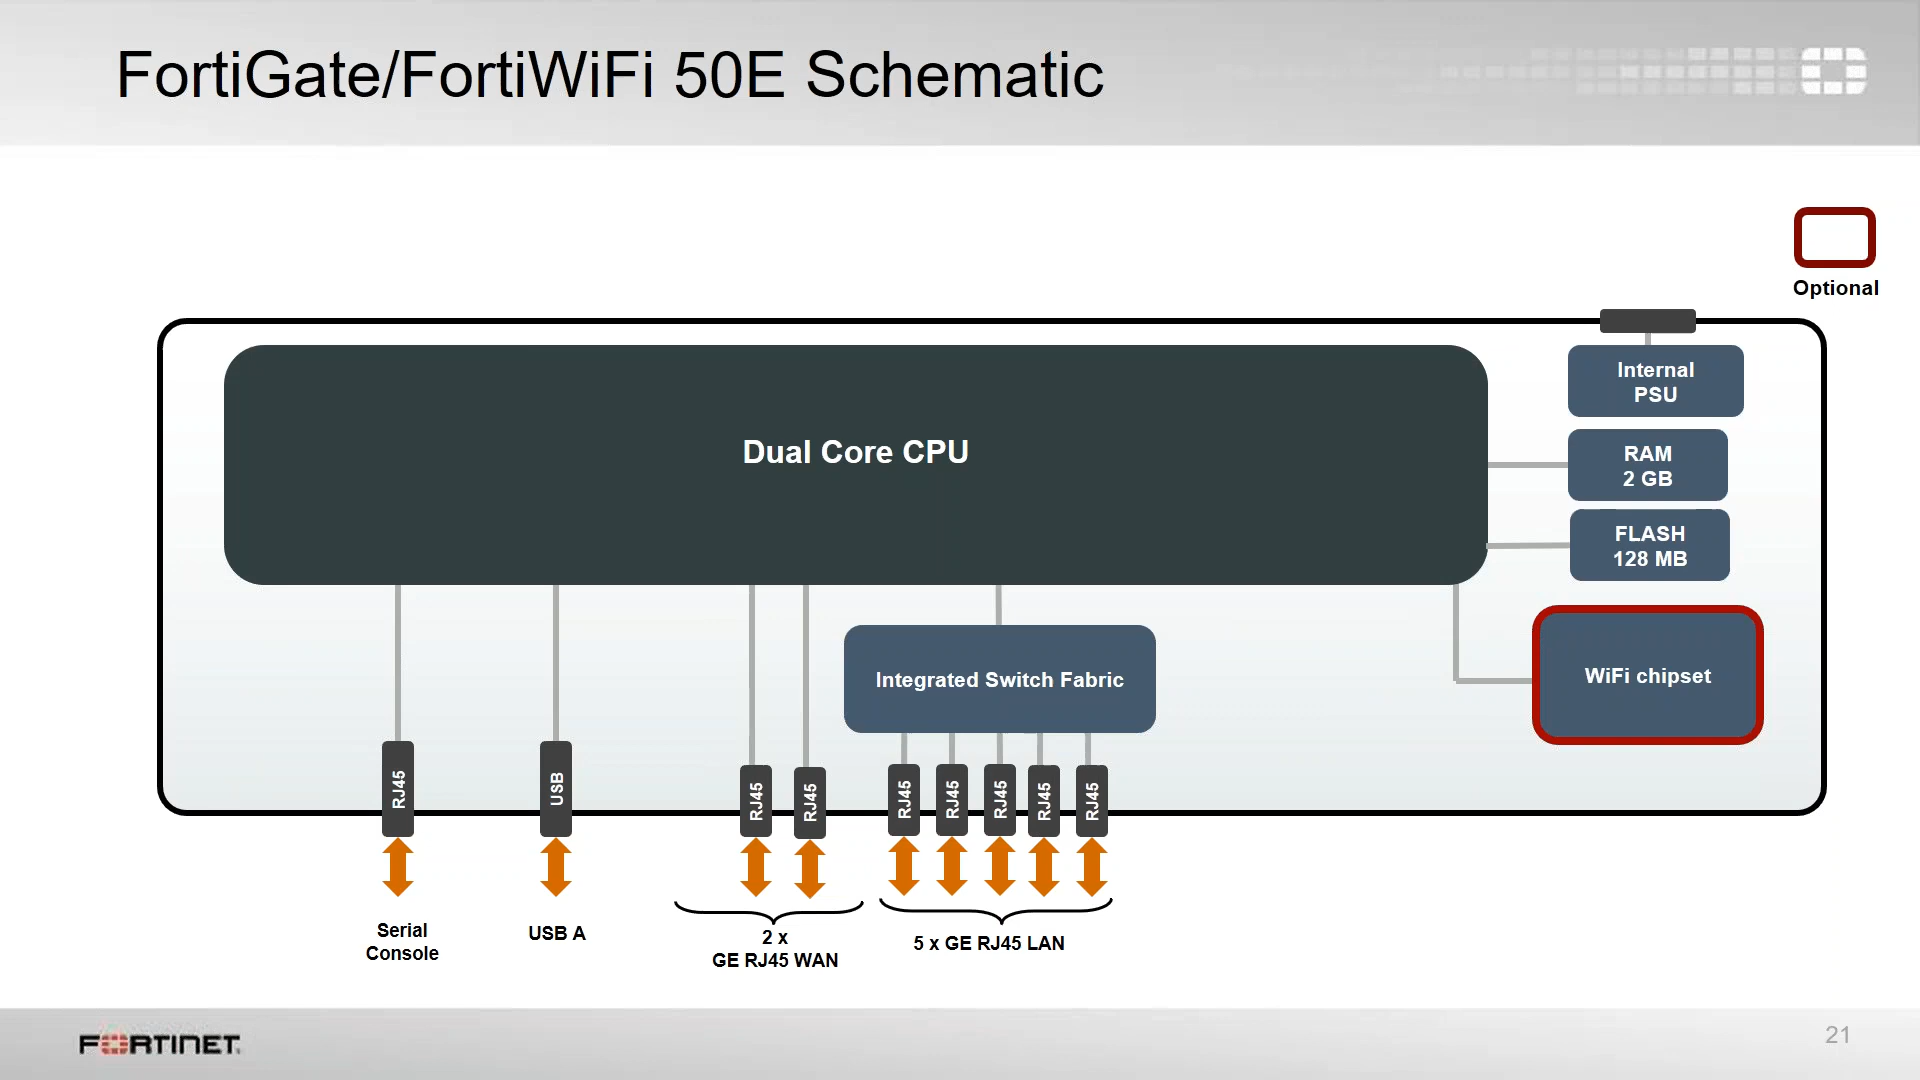 FortiGate/FortiWiFi 50E Schematic
Optional
Internal
PSU
Dual Core CPU
RAM
2 GB
FLASH
128 MB
Integrated Switch Fabric
WiFi chipset
RJ45
USB
RJ45
RJ45
RJ45
RJ45
RJ45
RJ45
RJ45
Serial
Console
USB A
2 x
GE RJ45 WAN
5 x GE RJ45 LAN
FORTINET
21